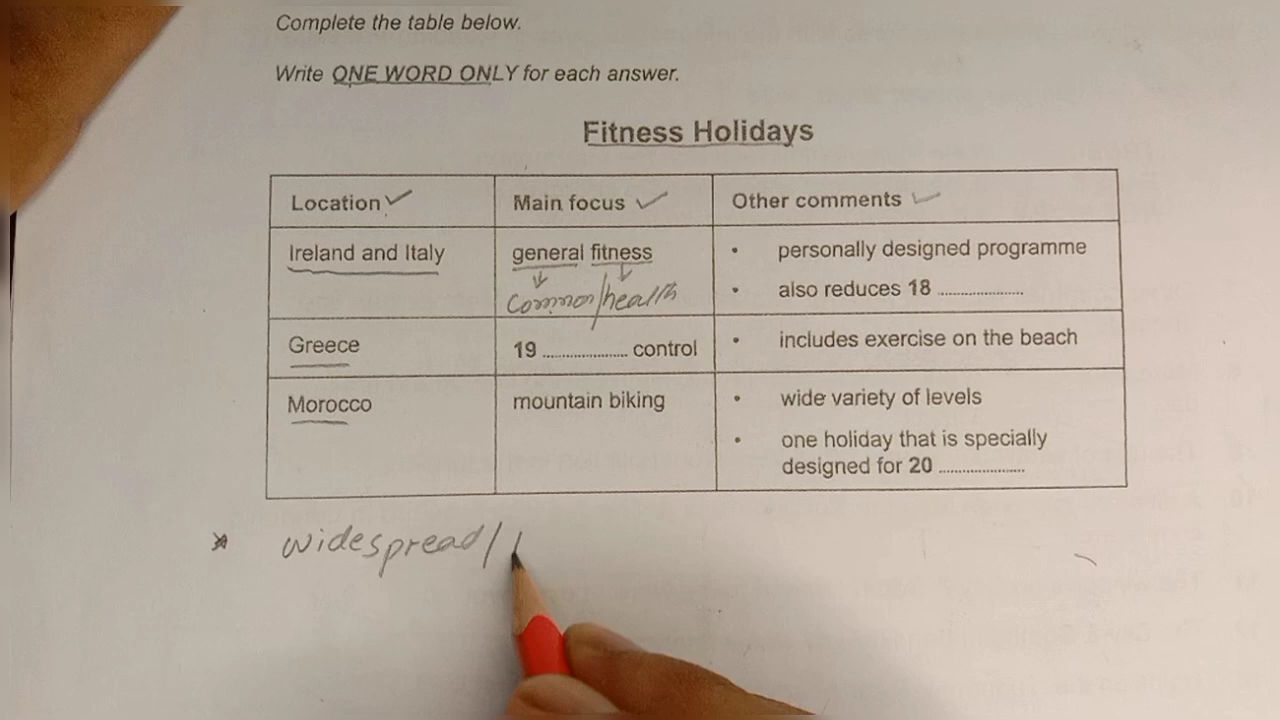 Complete the table below.
Write ONE WORD ONLY for each answer.
Fitness Holidays
Location Main focus Other comments
Ireland and Italy general fitness • personally designed programme
common/health • also reduces 18 ....................
Greece 19 .................... control • includes exercise on the beach
Morocco mountain biking • wide variety of levels
• one holiday that is specially
designed for 20 ....................
* widespread/